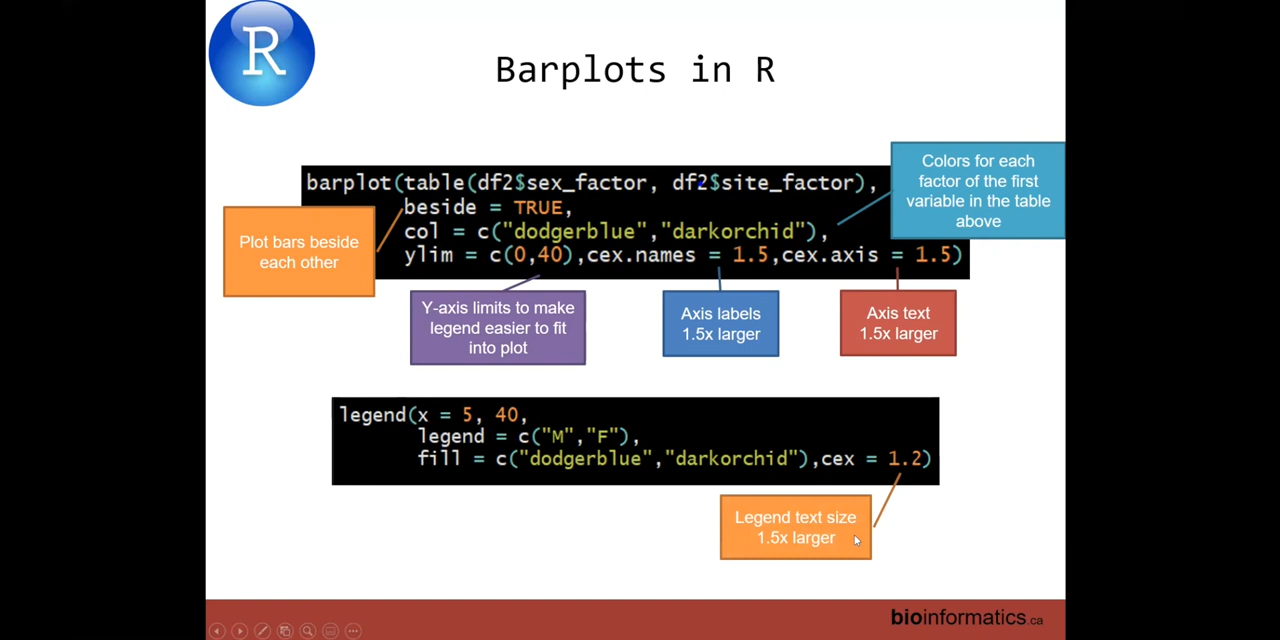 R
Barplots in R
barplot(table(df2$sex_factor, df2$site_factor),
beside = TRUE,
col = c("dodgerblue","darkorchid"),
ylim = c(0,40),cex.names = 1.5,cex.axis = 1.5)
Colors for each
factor of the first
variable in the table
above
Plot bars beside
each other
Y-axis limits to make
legend easier to fit
into plot
Axis labels
1.5x larger
Axis text
1.5x larger
legend(x = 5, 40,
legend = c("M","F"),
fill = c("dodgerblue","darkorchid"),cex = 1.2)
Legend text size
1.5x larger
bioinformatics.ca